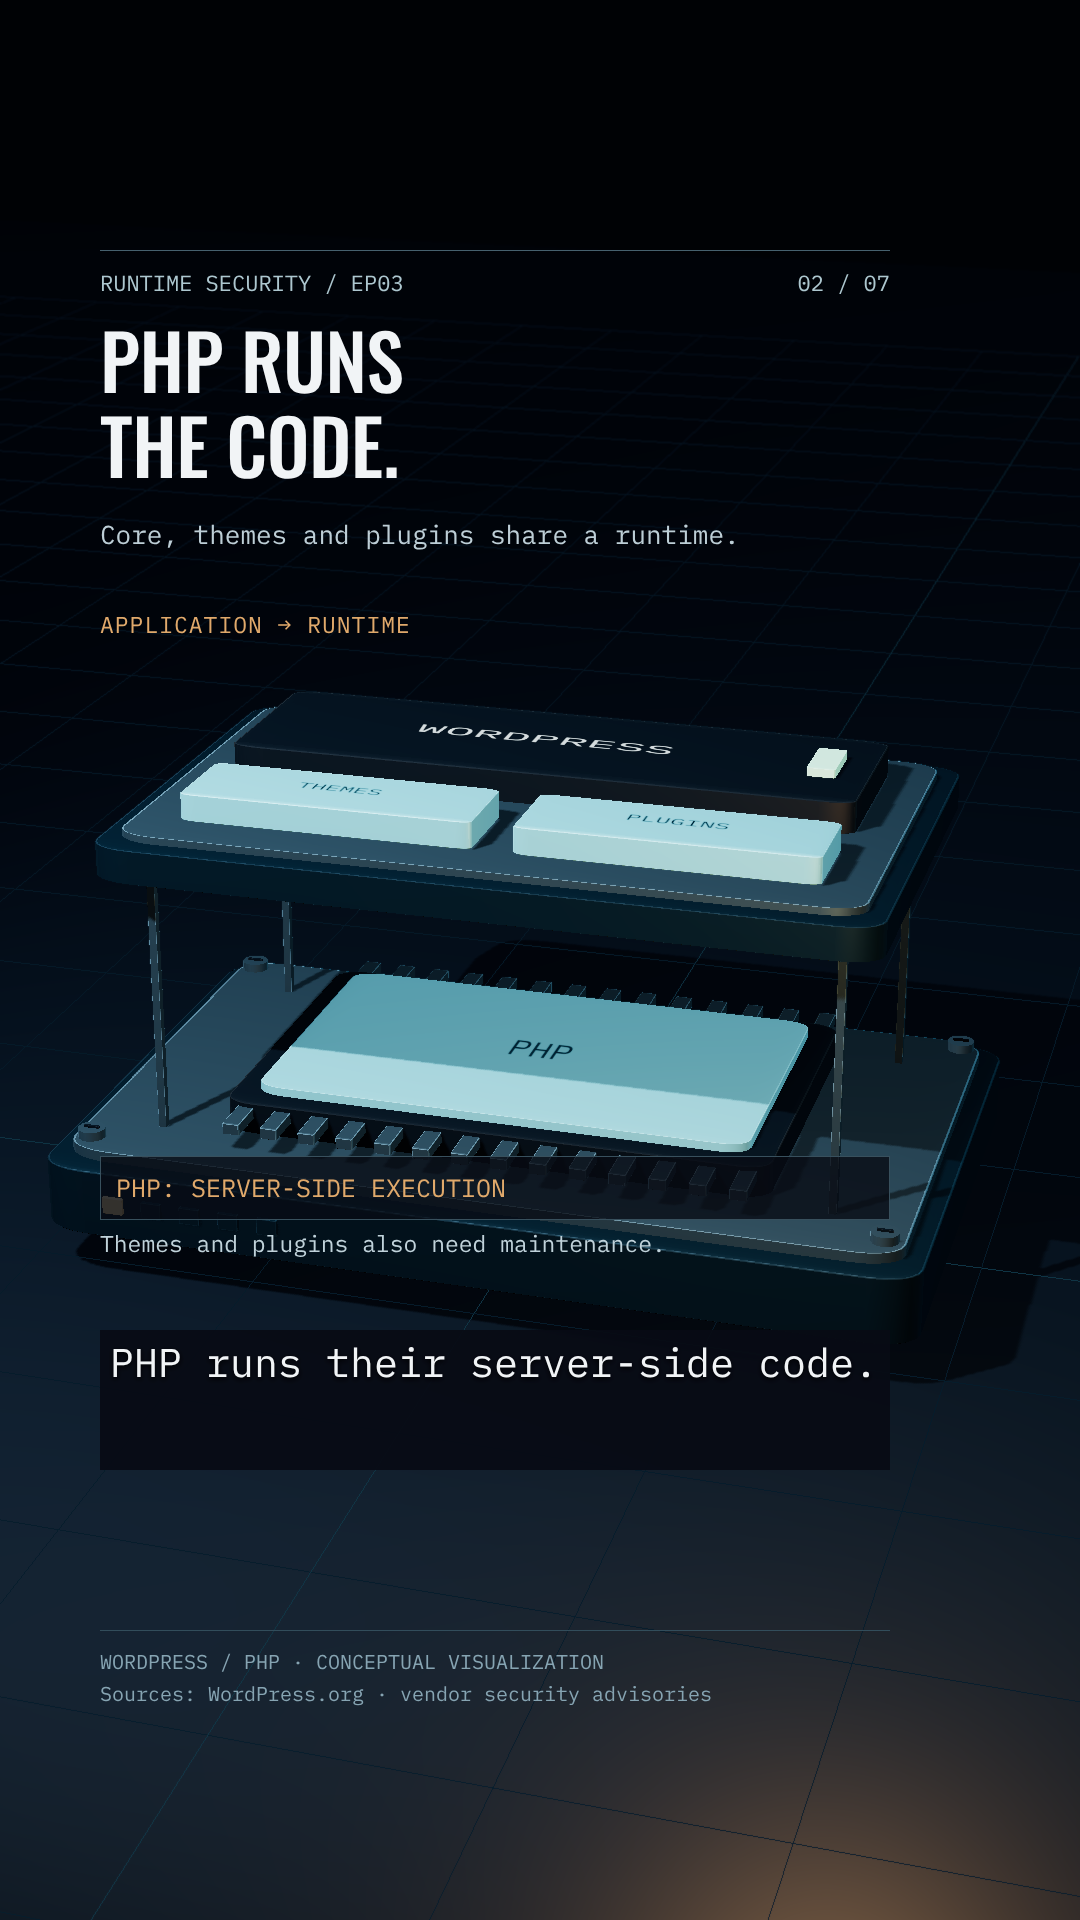 RUNTIME SECURITY / EP03
02 / 07
PHP RUNS
THE CODE.
Core, themes and plugins share a runtime.
APPLICATION → RUNTIME
WORDPRESS
THEMES
PLUGINS
PHP
PHP: SERVER-SIDE EXECUTION
Themes and plugins also need maintenance.
PHP runs their server-side code.
WORDPRESS / PHP · CONCEPTUAL VISUALIZATION
Sources: WordPress.org · vendor security advisories